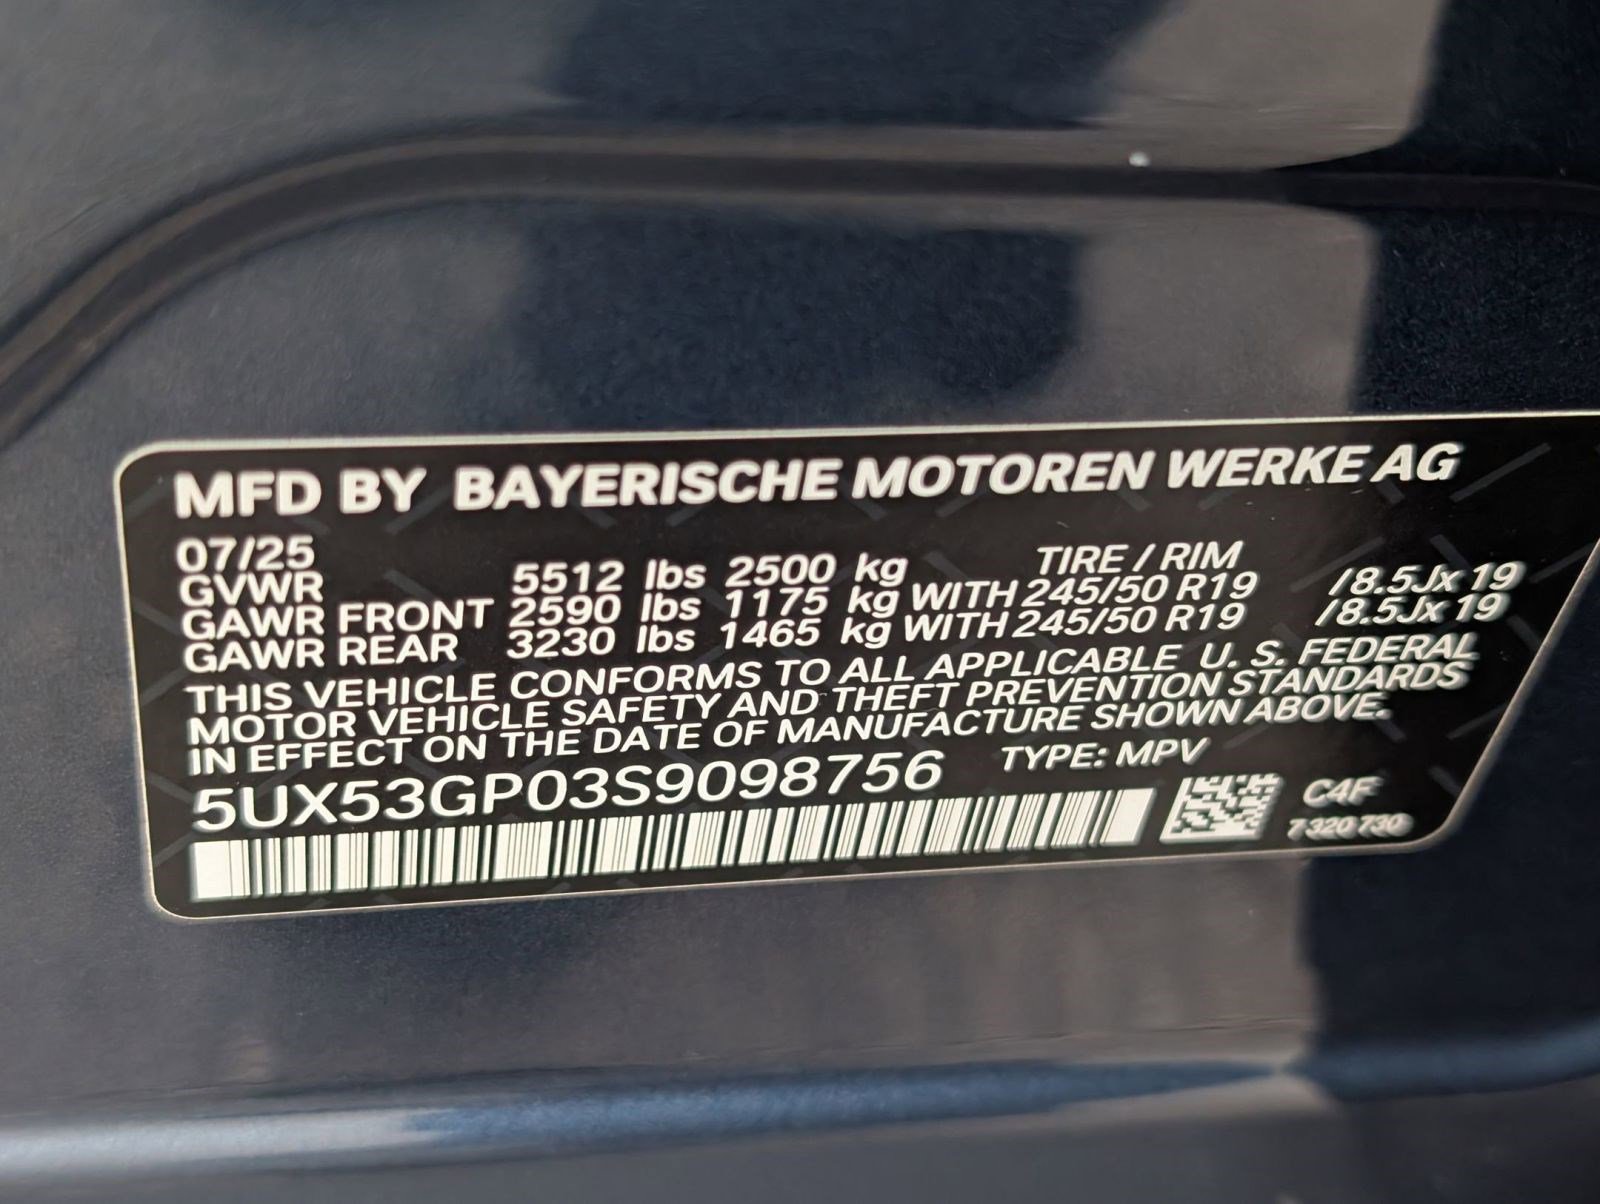 MFD BY BAYERISCHE MOTOREN WERKE AG
07/25 TIRE / RIM
GVWR 5512 lbs 2500 kg
GAWR FRONT 2590 lbs 1175 kg WITH 245/50 R19 /8.5Jx19
GAWR REAR 3230 lbs 1465 kg WITH 245/50 R19 /8.5Jx19
THIS VEHICLE CONFORMS TO ALL APPLICABLE U. S. FEDERAL
MOTOR VEHICLE SAFETY AND THEFT PREVENTION STANDARDS
IN EFFECT ON THE DATE OF MANUFACTURE SHOWN ABOVE.
5UX53GP03S9098756 TYPE: MPV
C4F
7320730